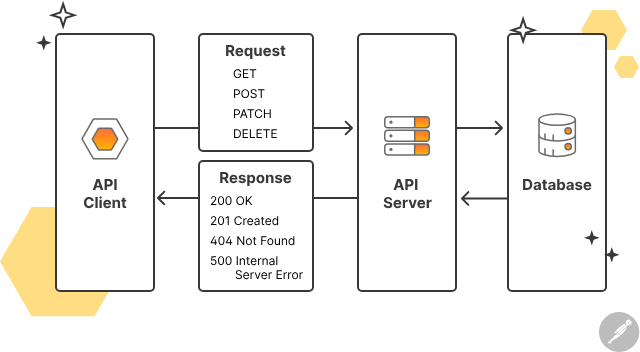 API
Client
Request
GET
POST
PATCH
DELETE
Response
200 OK
201 Created
404 Not Found
500 Internal
Server Error
API
Server
Database